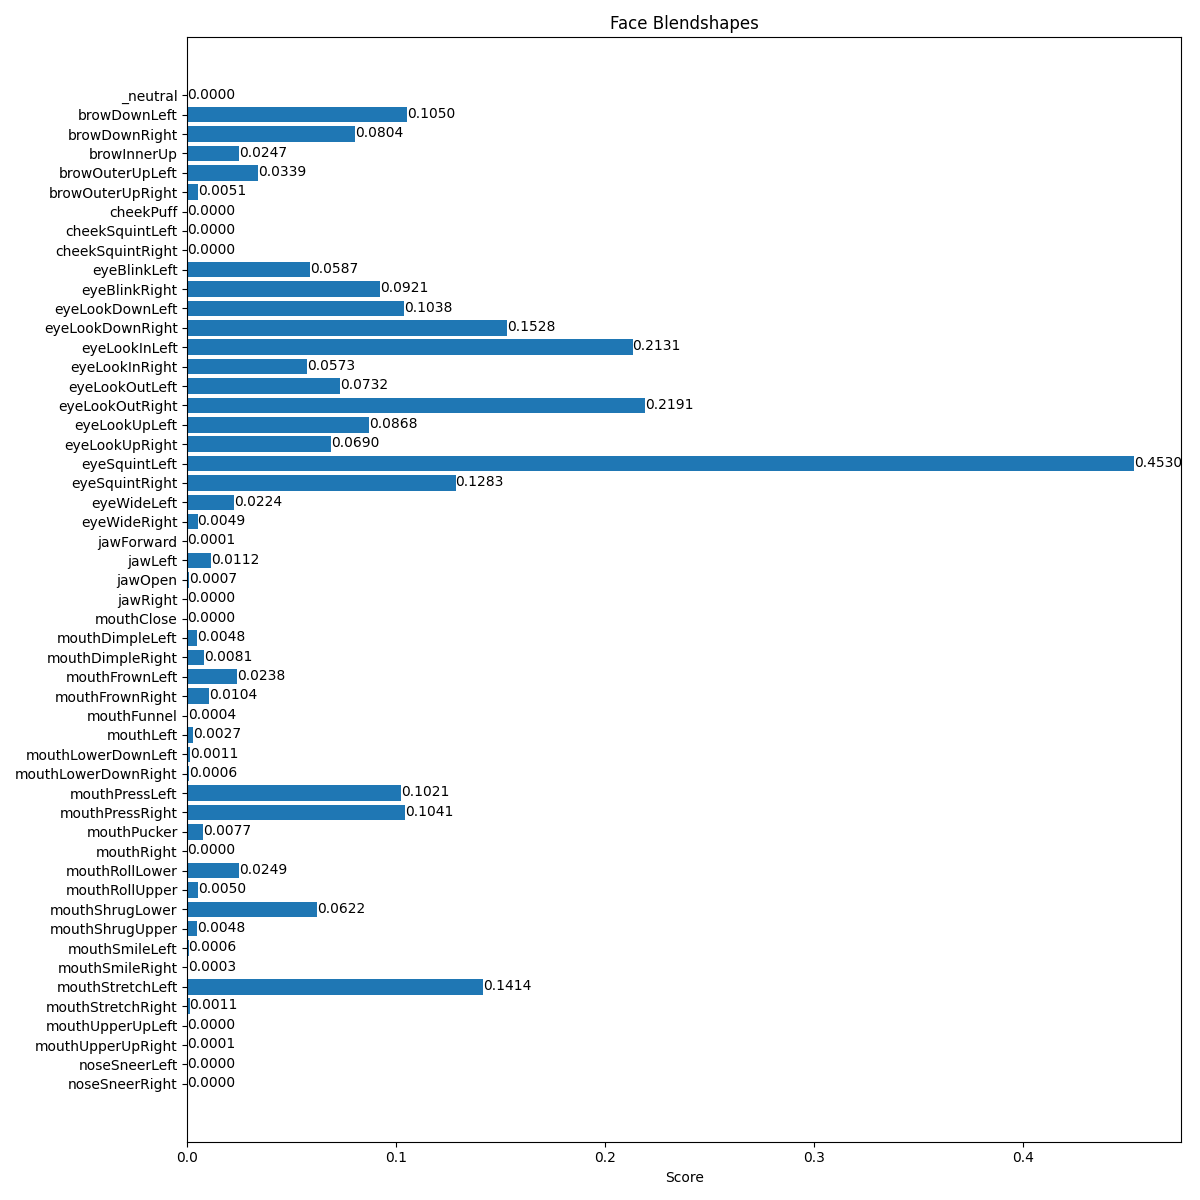 Face Blendshapes
_neutral 0.0000
browDownLeft 0.1050
browDownRight 0.0804
browInnerUp 0.0247
browOuterUpLeft 0.0339
browOuterUpRight 0.0051
cheekPuff 0.0000
cheekSquintLeft 0.0000
cheekSquintRight 0.0000
eyeBlinkLeft 0.0587
eyeBlinkRight 0.0921
eyeLookDownLeft 0.1038
eyeLookDownRight 0.1528
eyeLookInLeft 0.2131
eyeLookInRight 0.0573
eyeLookOutLeft 0.0732
eyeLookOutRight 0.2191
eyeLookUpLeft 0.0868
eyeLookUpRight 0.0690
eyeSquintLeft 0.4530
eyeSquintRight 0.1283
eyeWideLeft 0.0224
eyeWideRight 0.0049
jawForward 0.0001
jawLeft 0.0112
jawOpen 0.0007
jawRight 0.0000
mouthClose 0.0000
mouthDimpleLeft 0.0048
mouthDimpleRight 0.0081
mouthFrownLeft 0.0238
mouthFrownRight 0.0104
mouthFunnel 0.0004
mouthLeft 0.0027
mouthLowerDownLeft 0.0011
mouthLowerDownRight 0.0006
mouthPressLeft 0.1021
mouthPressRight 0.1041
mouthPucker 0.0077
mouthRight 0.0000
mouthRollLower 0.0249
mouthRollUpper 0.0050
mouthShrugLower 0.0622
mouthShrugUpper 0.0048
mouthSmileLeft 0.0006
mouthSmileRight 0.0003
mouthStretchLeft 0.1414
mouthStretchRight 0.0011
mouthUpperUpLeft 0.0000
mouthUpperUpRight 0.0001
noseSneerLeft 0.0000
noseSneerRight 0.0000
0.0 0.1 0.2 0.3 0.4
Score